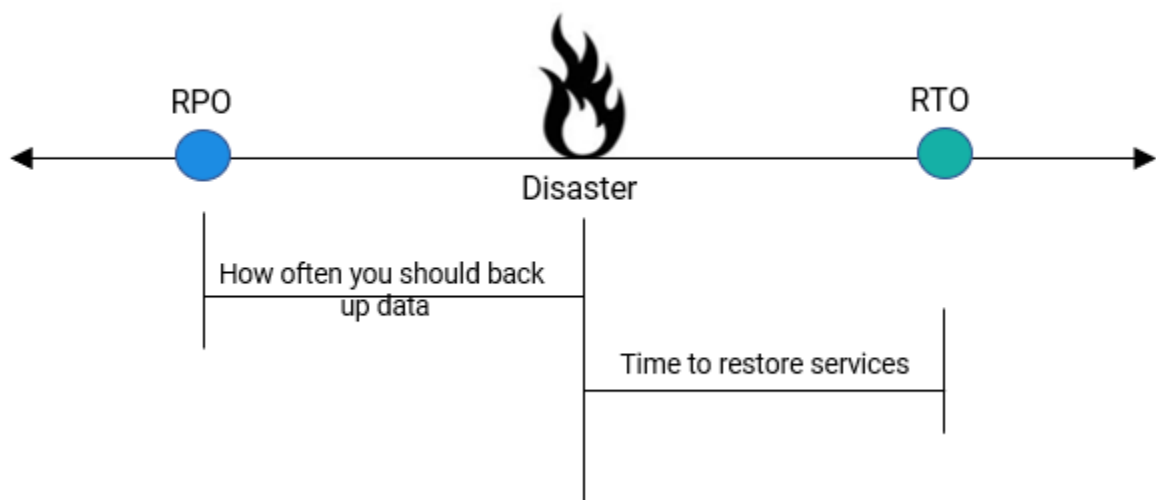 RPO
RTO
Disaster
How often you should back
up data
Time to restore services